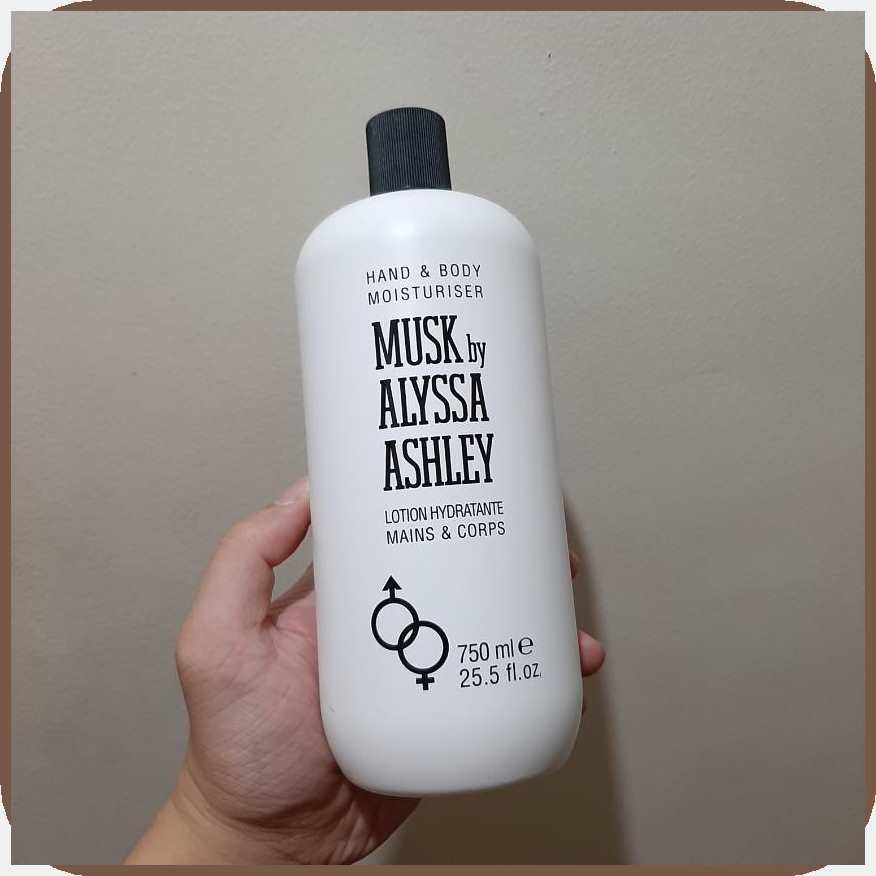 HAND & BODY
MOISTURISER
MUSK by
ALYSSA
ASHLEY
LOTION HYDRATANTE
MAINS & CORPS
750 ml ℮
25.5 fl.oz.